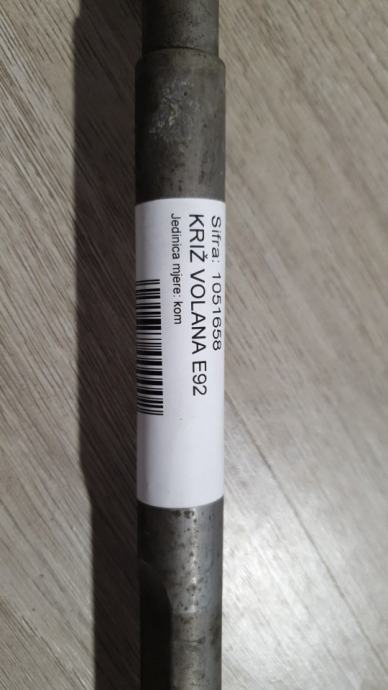 Šifra: 1051658
KRIŽ VOLANA E92
Jedinica mjere: kom